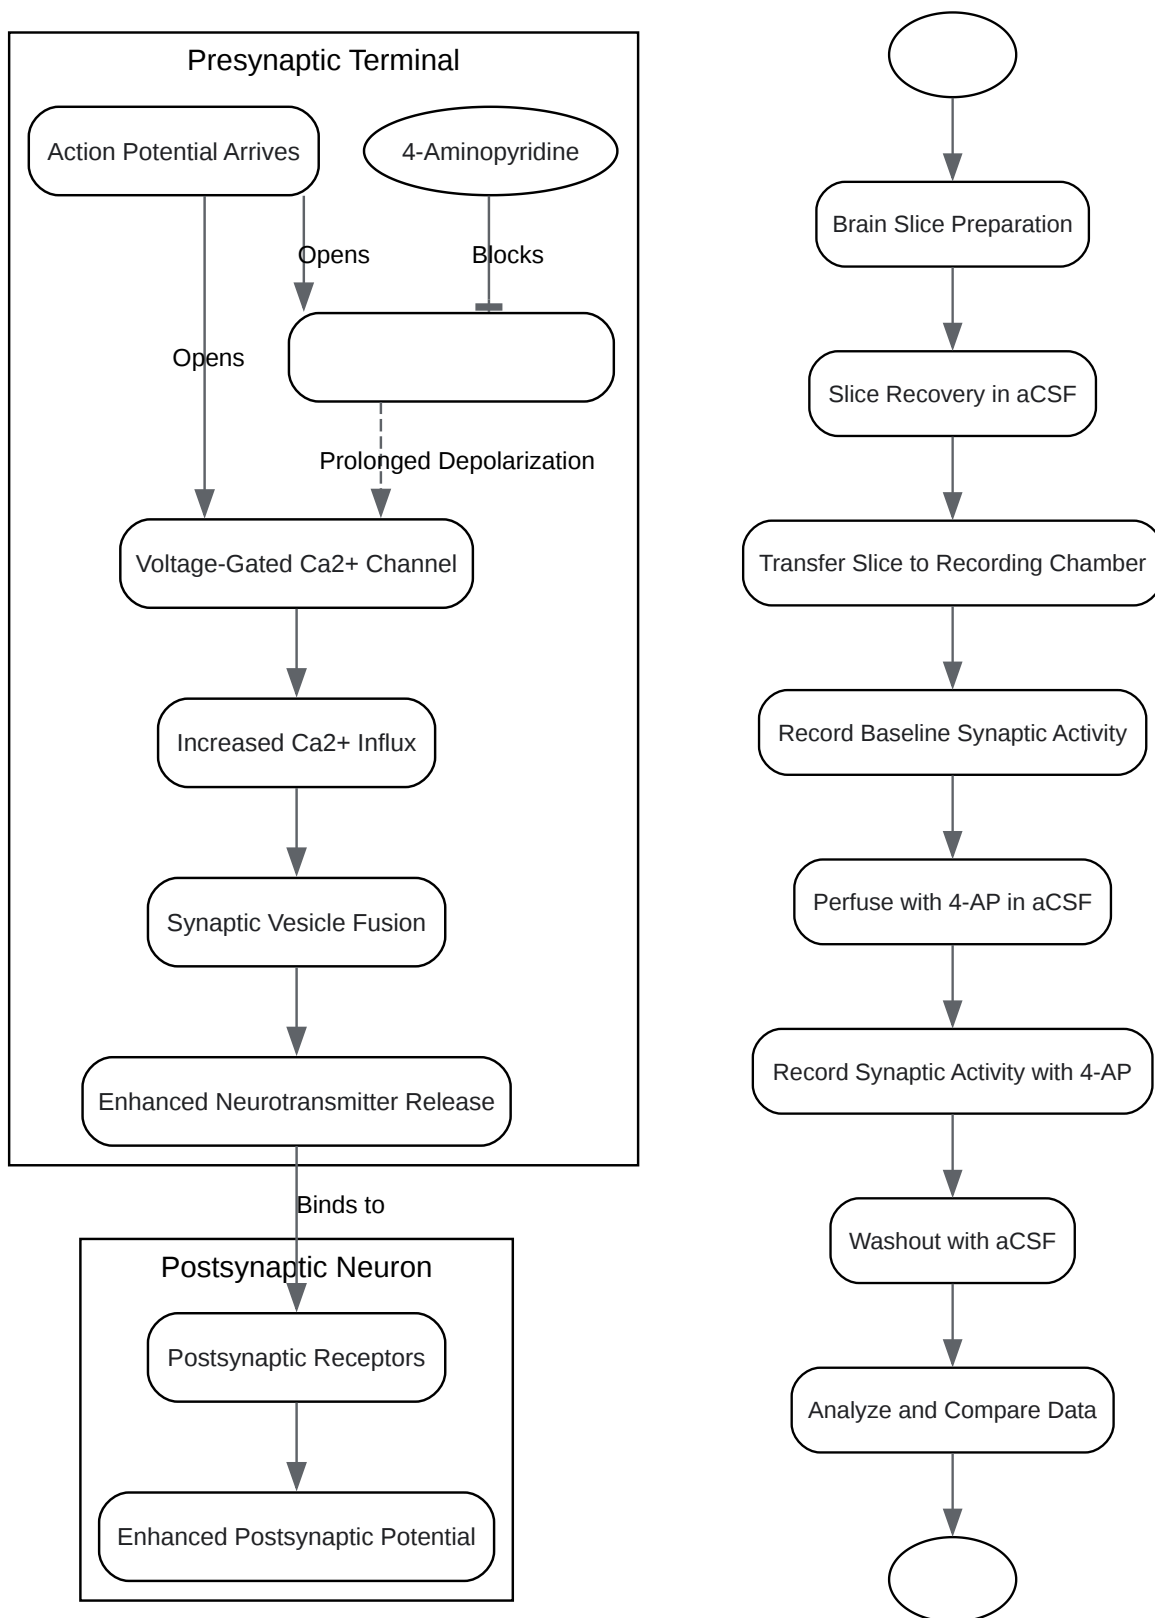 Presynaptic Terminal
Action Potential Arrives
4-Aminopyridine
Opens
Blocks
Opens
Prolonged Depolarization
Voltage-Gated Ca2+ Channel
Increased Ca2+ Influx
Synaptic Vesicle Fusion
Enhanced Neurotransmitter Release
Binds to
Postsynaptic Neuron
Postsynaptic Receptors
Enhanced Postsynaptic Potential
Brain Slice Preparation
Slice Recovery in aCSF
Transfer Slice to Recording Chamber
Record Baseline Synaptic Activity
Perfuse with 4-AP in aCSF
Record Synaptic Activity with 4-AP
Washout with aCSF
Analyze and Compare Data